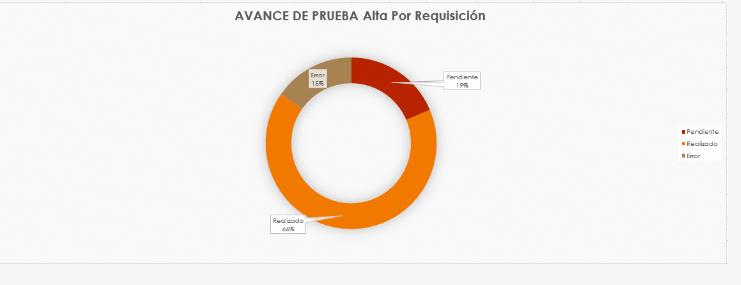 AVANCE DE PRUEBA Alta Por Requisición
Error
15%
Pendiente
19%
Pendiente
Realizado
Error
Realizado
66%